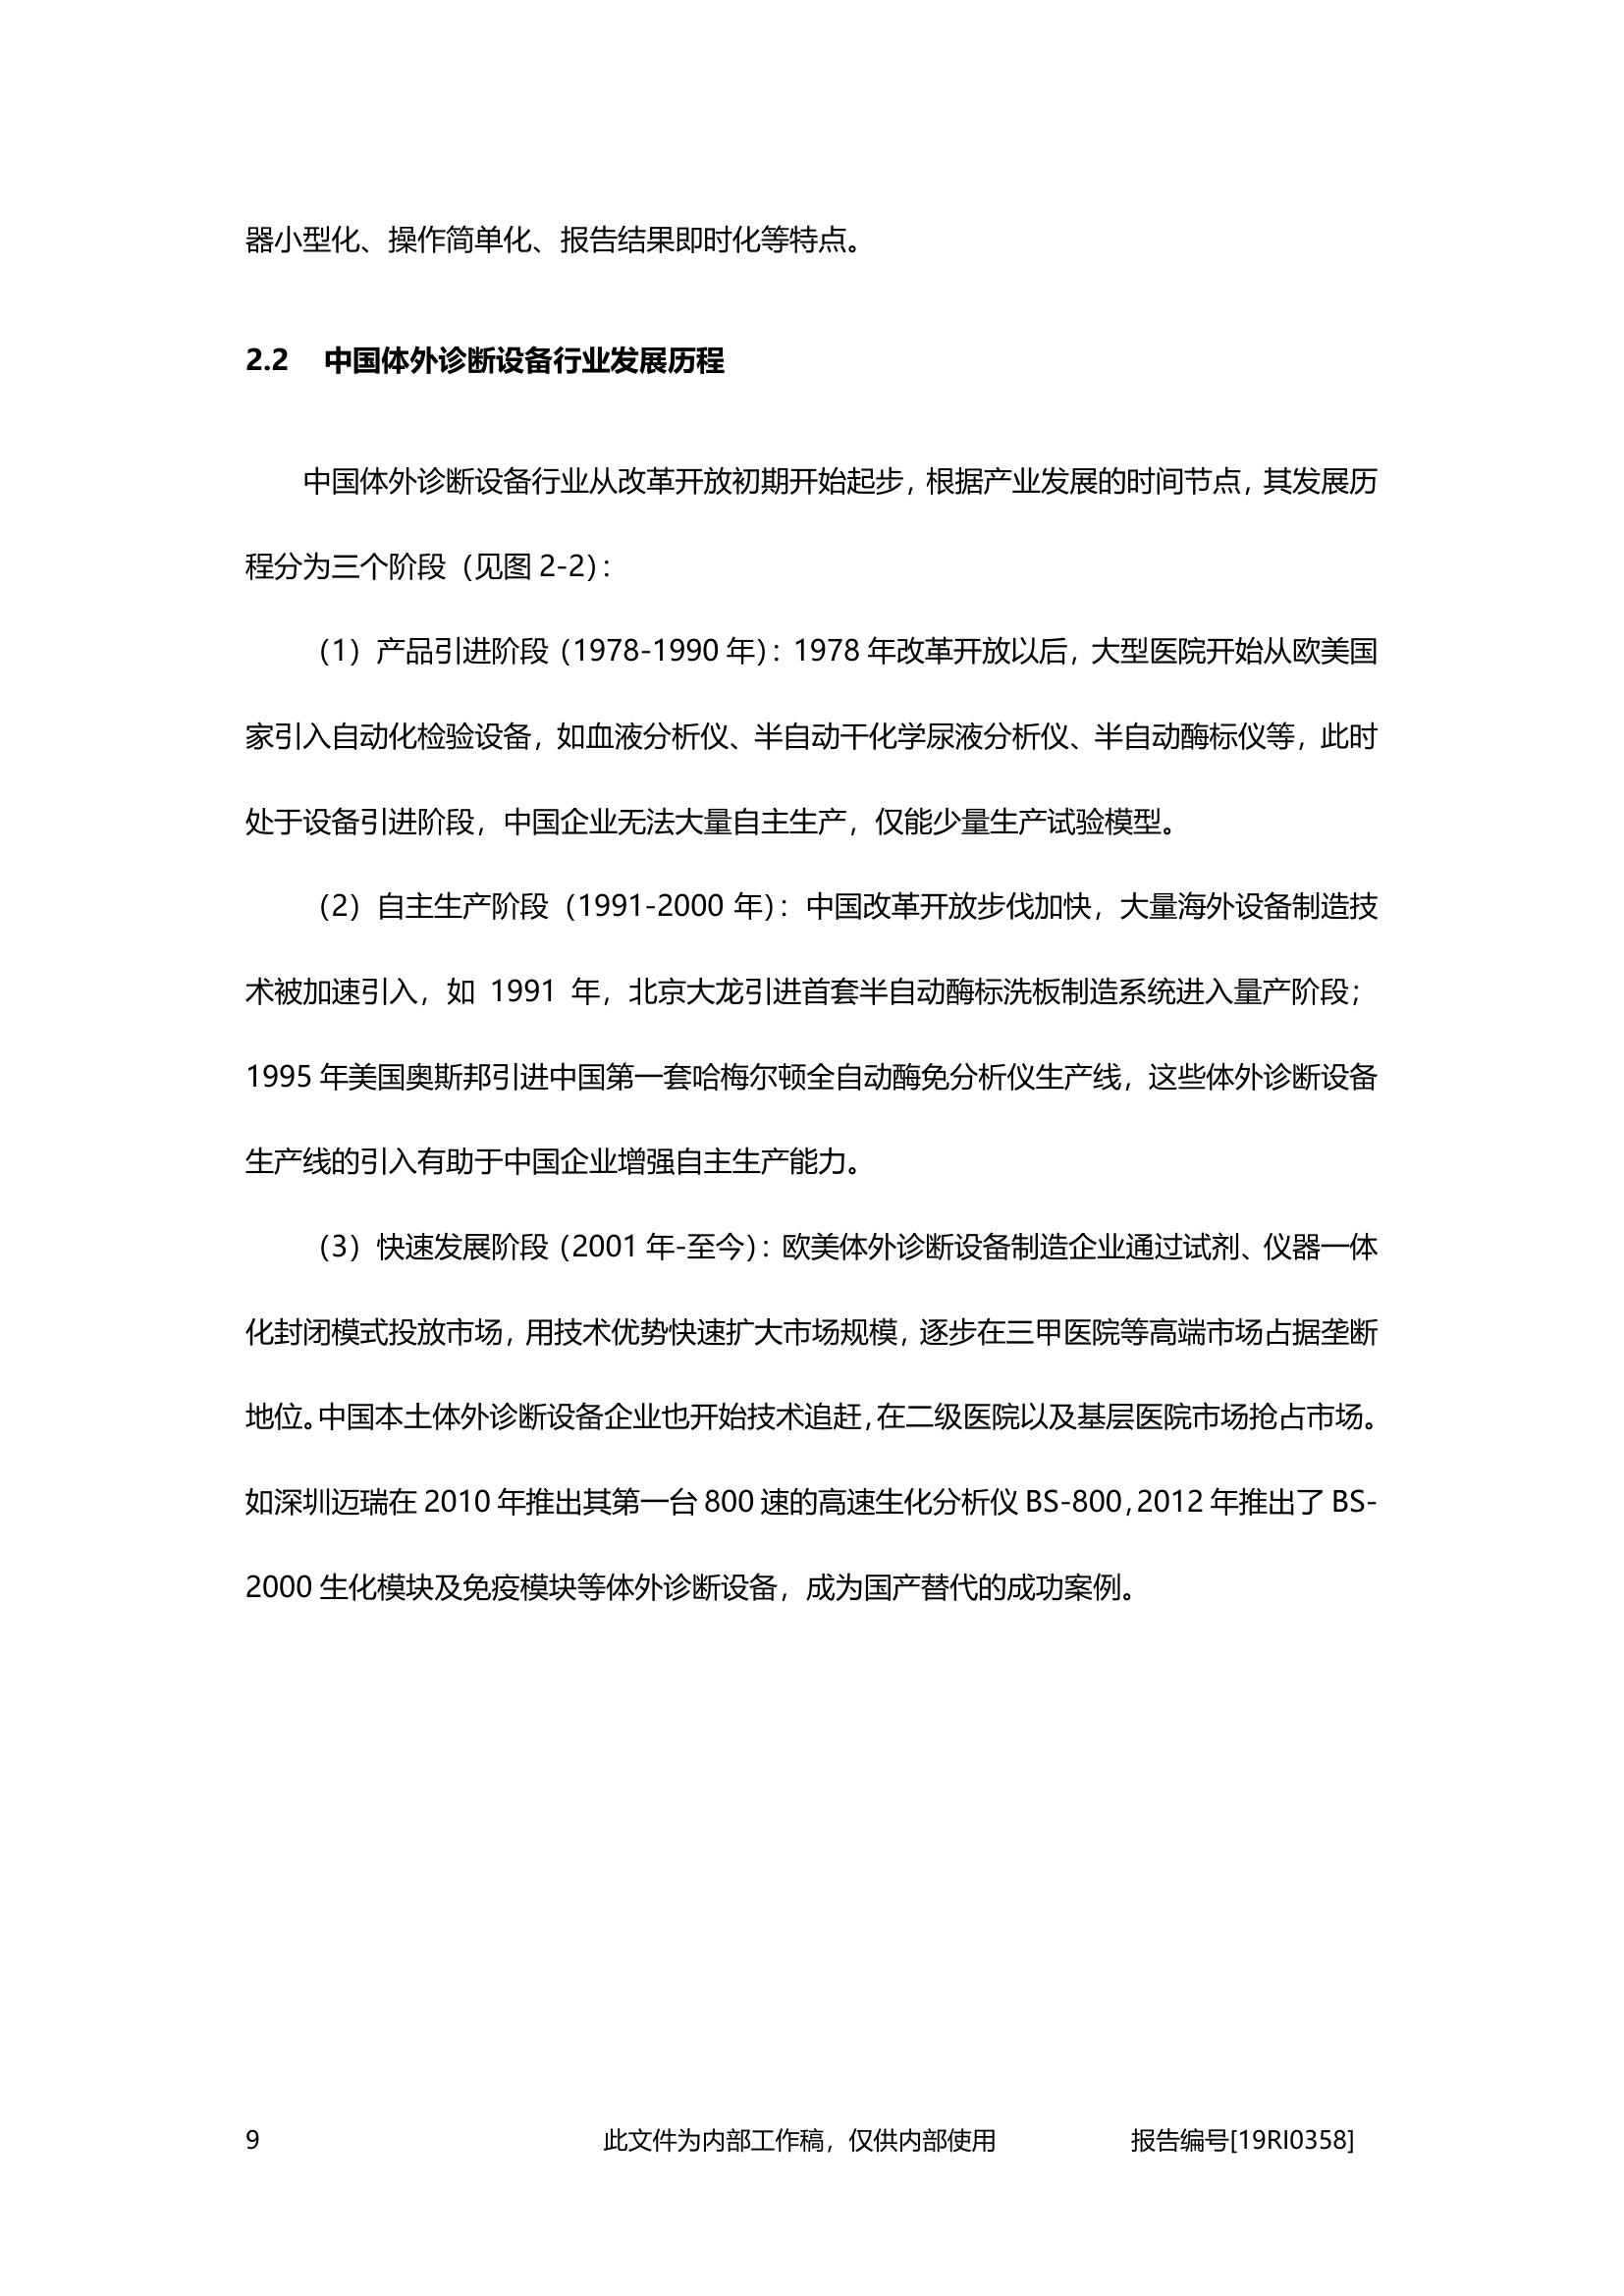 器小型化、操作简单化、报告结果即时化等特点。
2.2 中国体外诊断设备行业发展历程
中国体外诊断设备行业从改革开放初期开始起步，根据产业发展的时间节点，其发展历
程分为三个阶段（见图 2-2）：
（1）产品引进阶段（1978-1990 年）：1978 年改革开放以后，大型医院开始从欧美国
家引入自动化检验设备，如血液分析仪、半自动干化学尿液分析仪、半自动酶标仪等，此时
处于设备引进阶段，中国企业无法大量自主生产，仅能少量生产试验模型。
（2）自主生产阶段（1991-2000 年）：中国改革开放步伐加快，大量海外设备制造技
术被加速引入，如 1991 年，北京大龙引进首套半自动酶标洗板制造系统进入量产阶段；
1995 年美国奥斯邦引进中国第一套哈梅尔顿全自动酶免分析仪生产线，这些体外诊断设备
生产线的引入有助于中国企业增强自主生产能力。
（3）快速发展阶段（2001 年-至今）：欧美体外诊断设备制造企业通过试剂、仪器一体
化封闭模式投放市场，用技术优势快速扩大市场规模，逐步在三甲医院等高端市场占据垄断
地位。中国本土体外诊断设备企业也开始技术追赶，在二级医院以及基层医院市场抢占市场。
如深圳迈瑞在 2010 年推出其第一台 800 速的高速生化分析仪 BS-800，2012 年推出了 BS-
2000 生化模块及免疫模块等体外诊断设备，成为国产替代的成功案例。
9 此文件为内部工作稿，仅供内部使用 报告编号[19RI0358]